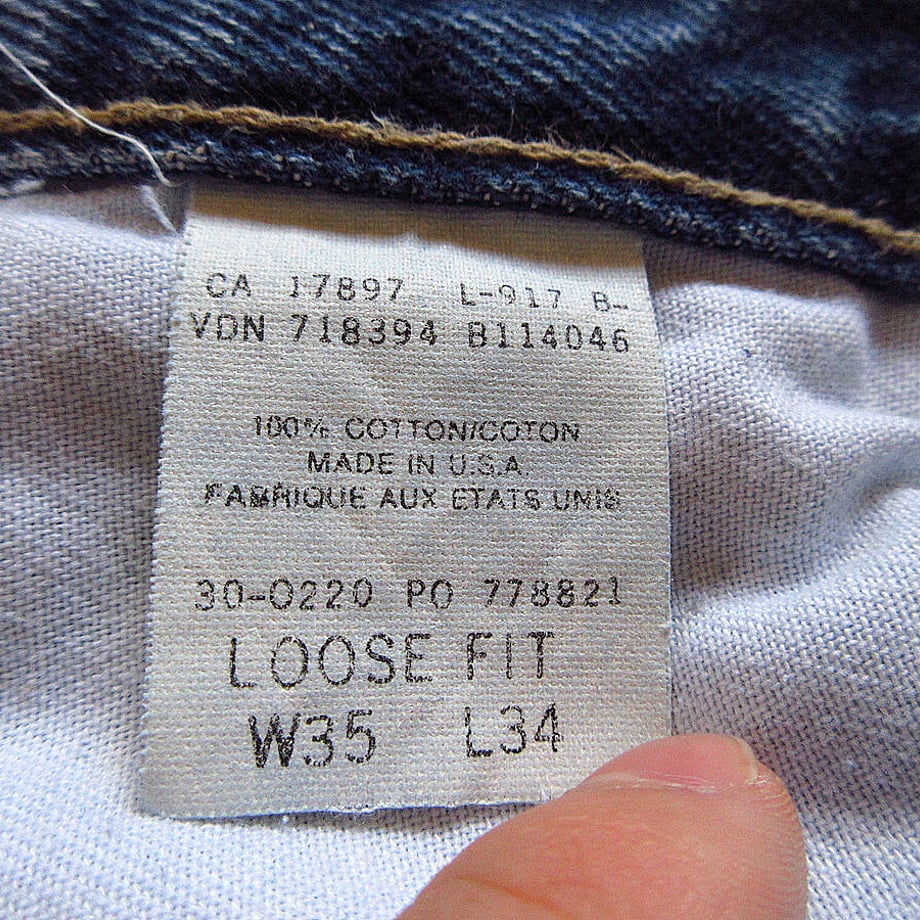 CA 17897 L-917 B-
VDN 718394 B114046
100% COTTON/COTON
MADE IN U.S.A.
FABRIQUE AUX ETATS UNIS
30-0220 PO 778821
LOOSE FIT
W35 L34